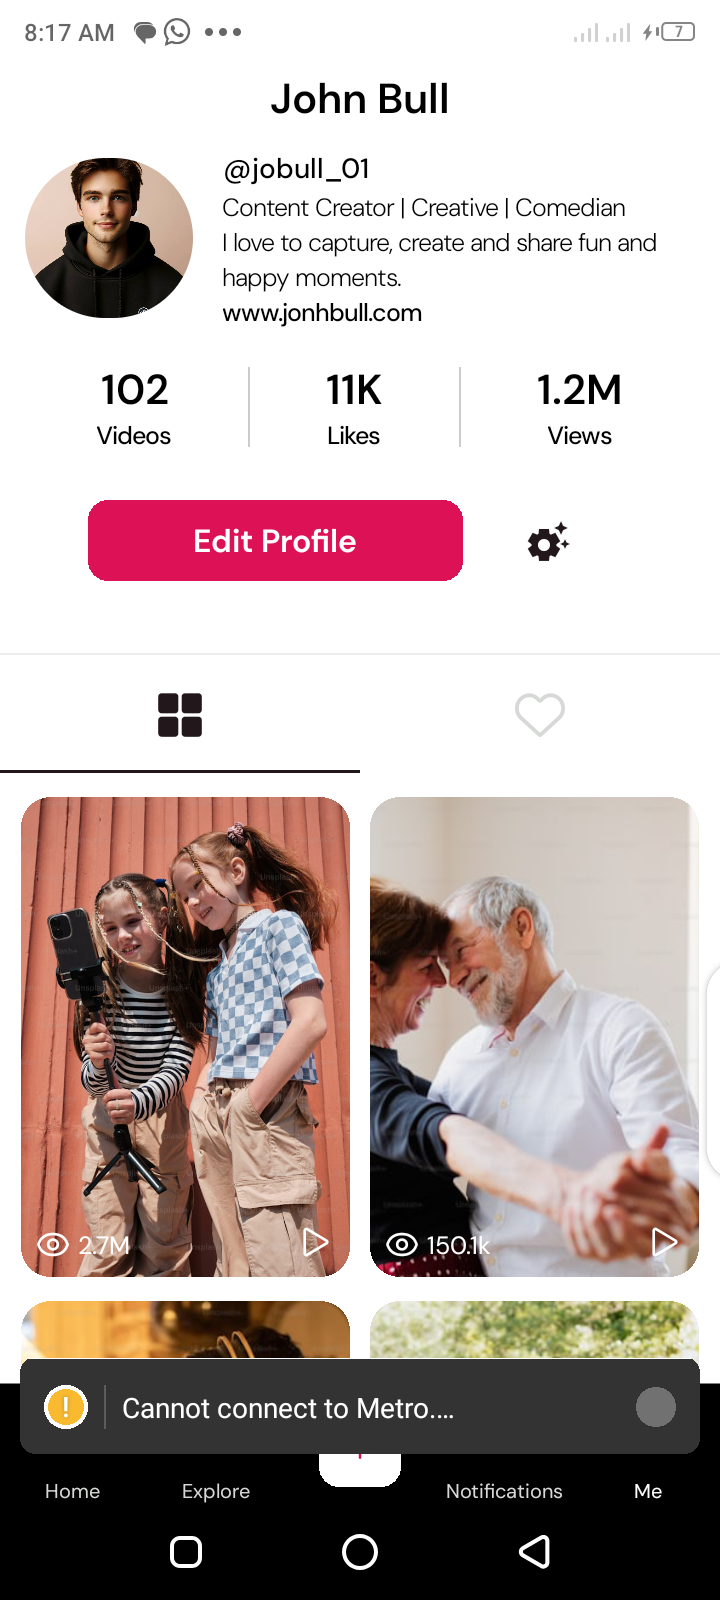 8:17 AM
7
John Bull
@jobull_01
Content Creator | Creative | Comedian
I love to capture, create and share fun and
happy moments.
www.jonhbull.com
102
11K
1.2M
Videos
Likes
Views
Edit Profile
Unsplash+
2.7M
150.1k
Cannot connect to Metro....
Home
Explore
Notifications
Me